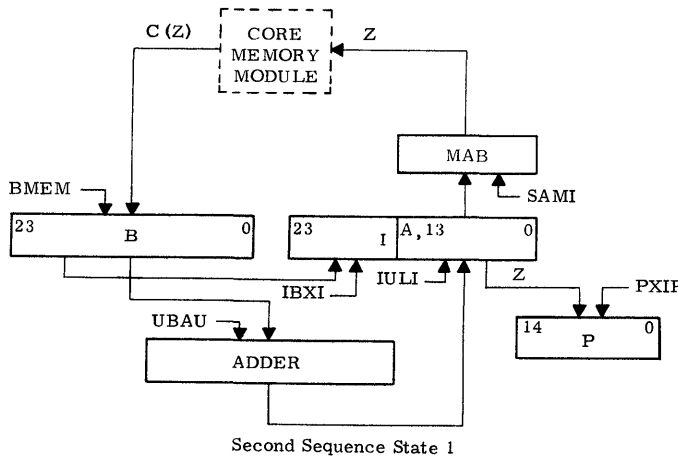 C (Z)
CORE
MEMORY
MODULE
Z
MAB
BMEM
SAMI
23 B 0
23 I A,13 0
IBXI
IULI
Z
PXIP
UBAU
14 P 0
ADDER
Second Sequence State 1